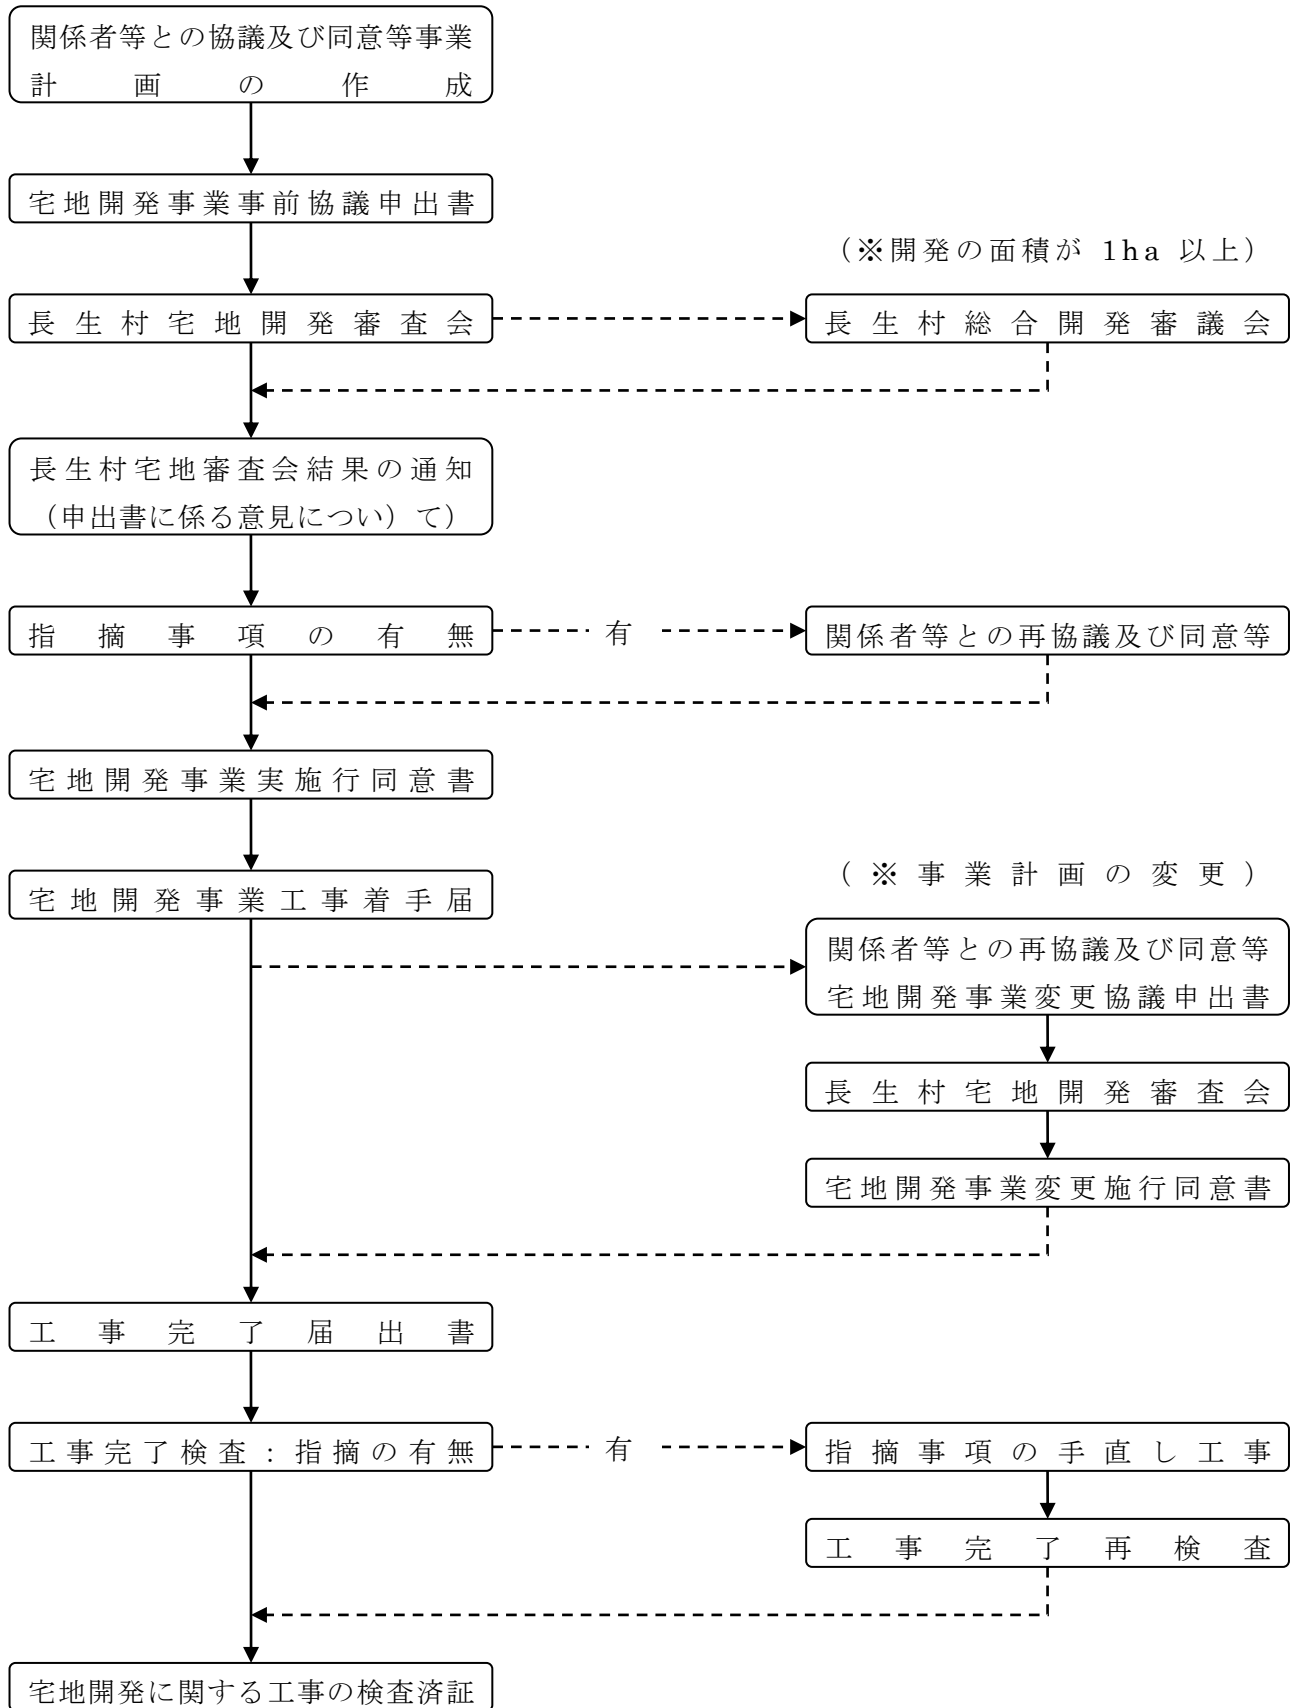 関係者等との協議及び同意等事業
計画の作成
宅地開発事業事前協議申出書
（※開発の面積が 1ha 以上）
長生村宅地開発審査会
長生村総合開発審議会
長生村宅地審査会結果の通知
（申出書に係る意見につい）て）
指摘事項の有無
有
関係者等との再協議及び同意等
宅地開発事業実施行同意書
宅地開発事業工事着手届
（※事業計画の変更）
関係者等との再協議及び同意等
宅地開発事業変更協議申出書
長生村宅地開発審査会
宅地開発事業変更施行同意書
工事完了届出書
工事完了検査：指摘の有無
有
指摘事項の手直し工事
工事完了再検査
宅地開発に関する工事の検査済証